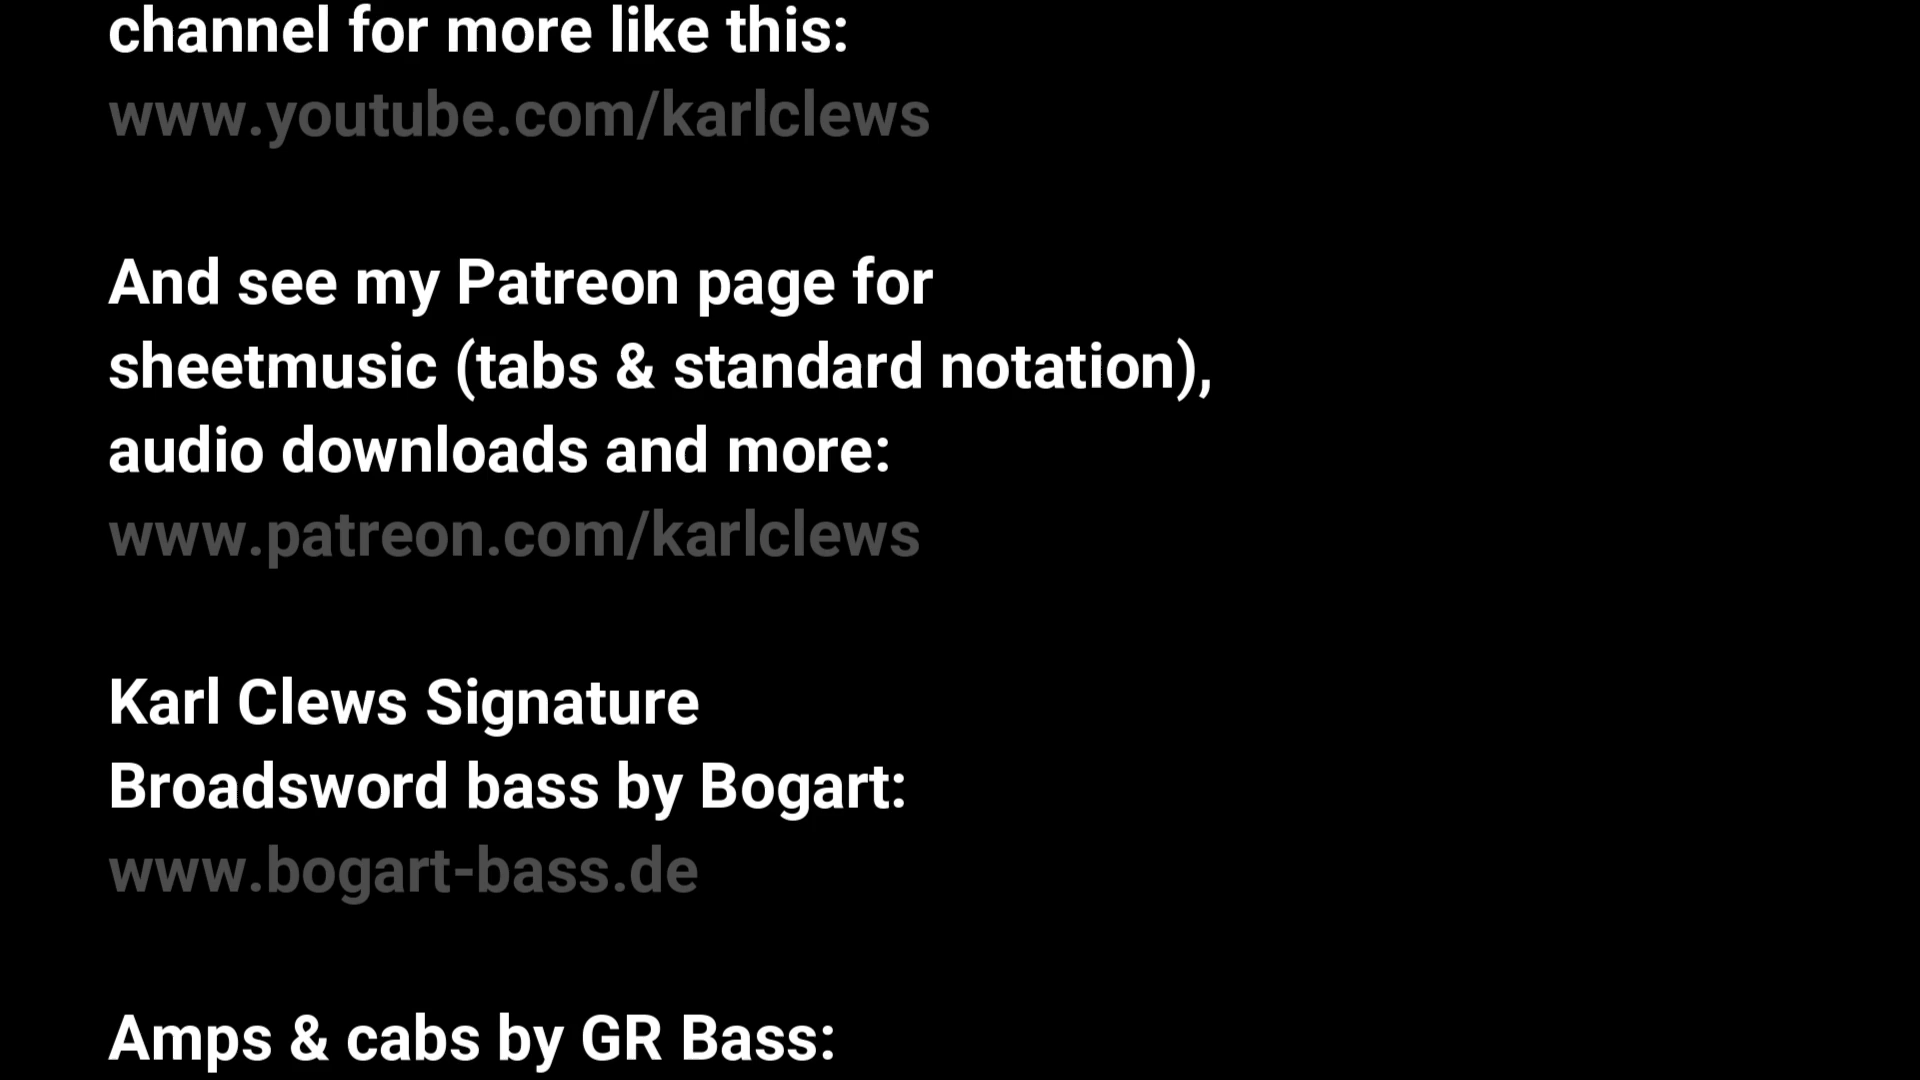 channel for more like this:
www.youtube.com/karlclews
And see my Patreon page for
sheetmusic (tabs & standard notation),
audio downloads and more:
www.patreon.com/karlclews
Karl Clews Signature
Broadsword bass by Bogart:
www.bogart-bass.de
Amps & cabs by GR Bass: